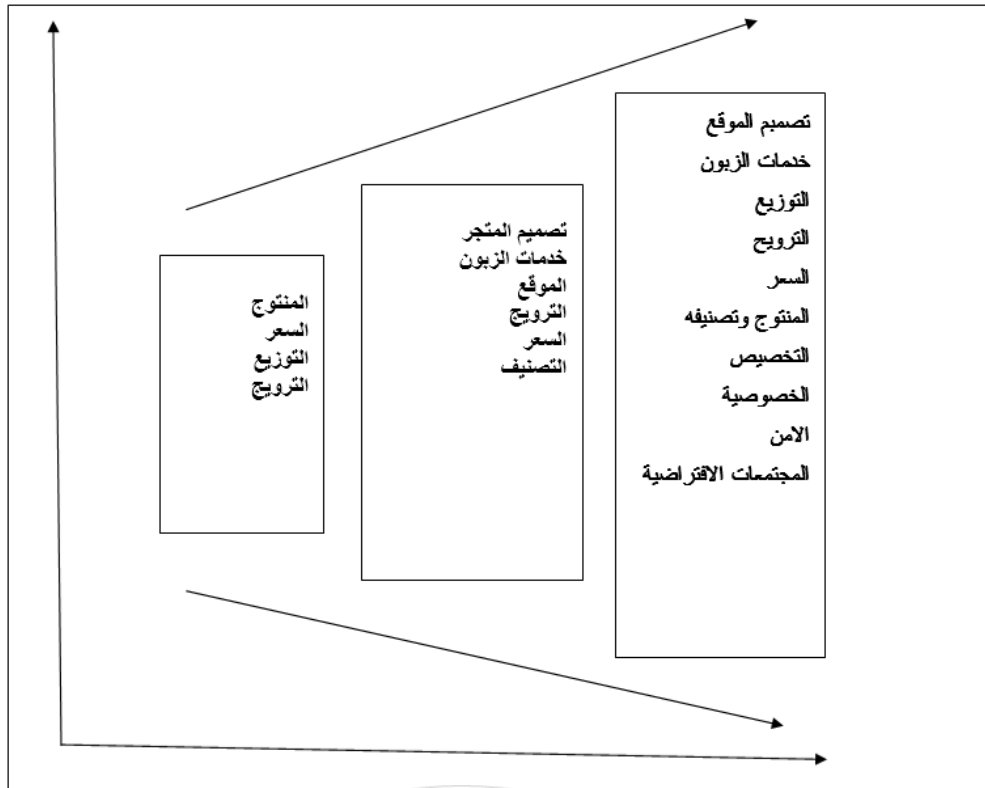 المنتوج
السعر
التوزيع
الترويج
تصميم المتجر
خدمات الزبون
الموقع
الترويج
السعر
التصنيف
تصميم الموقع
خدمات الزبون
التوزيع
الترويح
السعر
المنتوج وتصنيفه
التخصيص
الخصوصية
الامن
المجتمعات الافتراضية